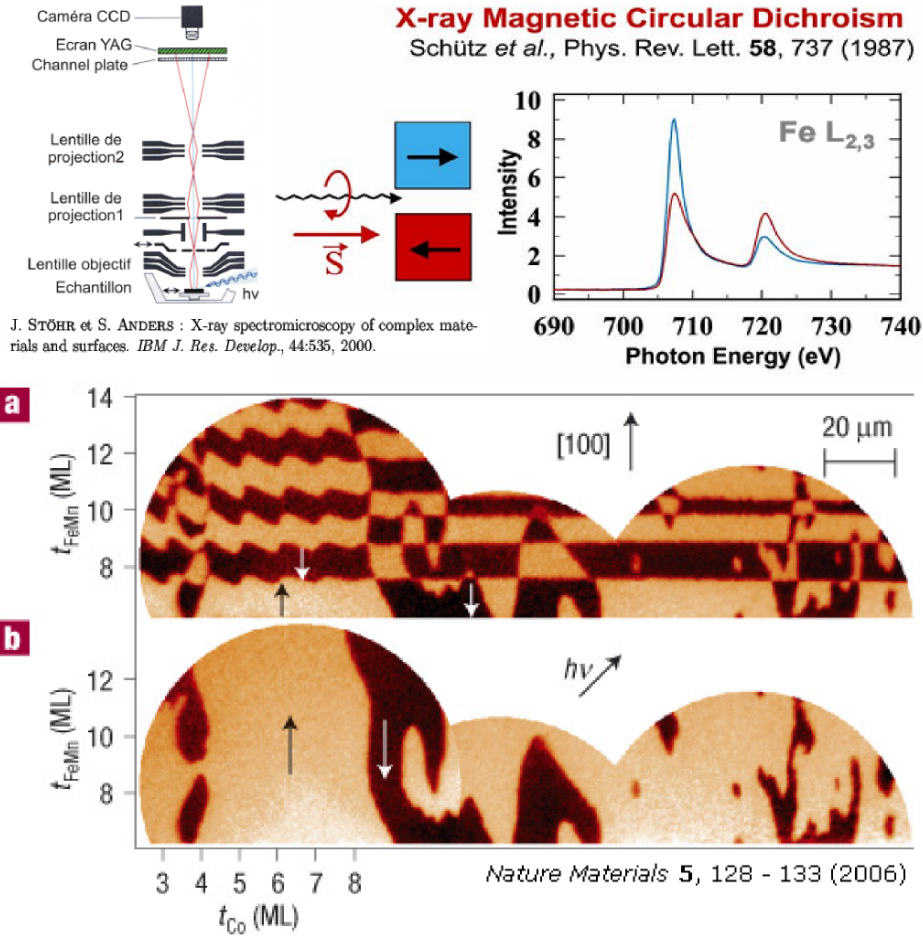 Caméra CCD
Ecran YAG
Channel plate
Lentille de
projection2
Lentille de
projection1
Lentille objectif
Echantillon
hν
J. STÖHR et S. ANDERS : X-ray spectromicroscopy of complex mate-
rials and surfaces. IBM J. Res. Develop., 44:535, 2000.
X-ray Magnetic Circular Dichroism
Schütz et al., Phys. Rev. Lett. 58, 737 (1987)
S
Fe L2,3
Intensity
10
8
6
4
2
0
690 700 710 720 730 740
Photon Energy (eV)
a
tFeMn (ML)
14
12
10
8
[100]
20 µm
b
tFeMn (ML)
12
10
8
hν
3 4 5 6 7 8
tCo (ML)
Nature Materials 5, 128 - 133 (2006)